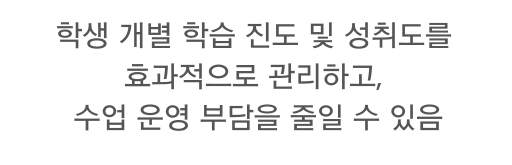 학생 개별 학습 진도 및 성취도를
효과적으로 관리하고,
수업 운영 부담을 줄일 수 있음